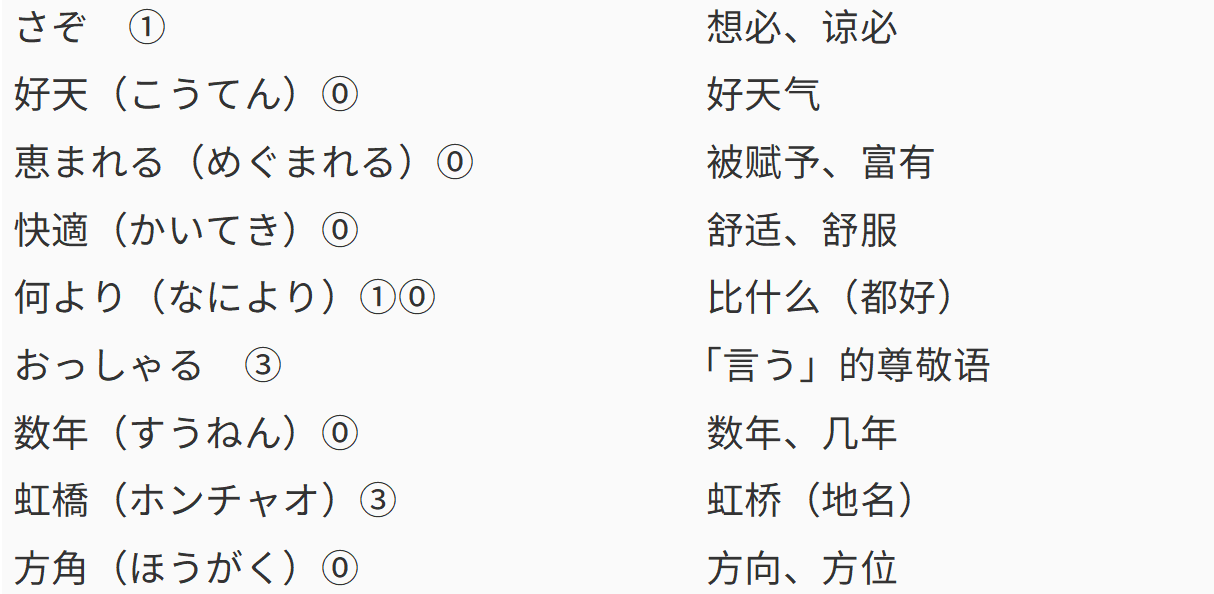 さぞ　① 想必、谅必
好天（こうてん）⓪ 好天气
恵まれる（めぐまれる）⓪ 被赋予、富有
快適（かいてき）⓪ 舒适、舒服
何より（なにより）①⓪ 比什么（都好）
おっしゃる　③ 「言う」的尊敬语
数年（すうねん）⓪ 数年、几年
虹橋（ホンチャオ）③ 虹桥（地名）
方角（ほうがく）⓪ 方向、方位